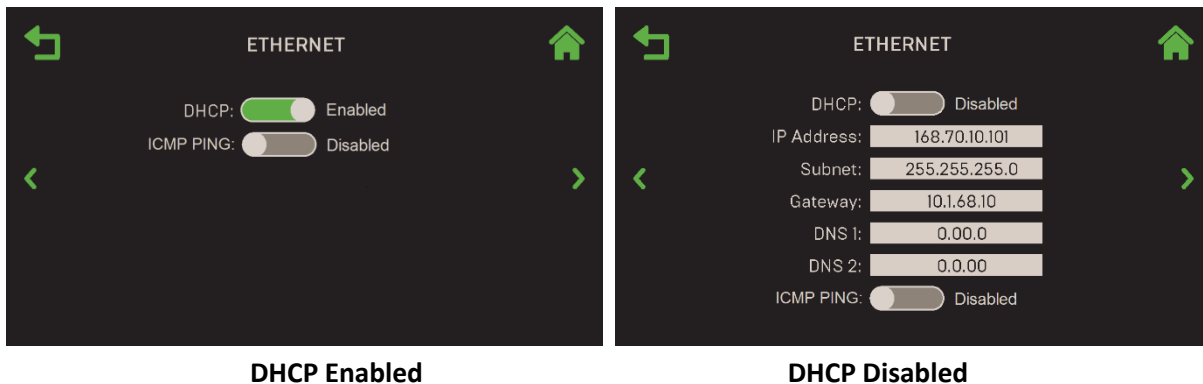 ETHERNET
DHCP: Enabled
ICMP PING: Disabled
DHCP Enabled
ETHERNET
DHCP: Disabled
IP Address: 168.70.10.101
Subnet: 255.255.255.0
Gateway: 10.1.68.10
DNS 1: 0.00.0
DNS 2: 0.0.00
ICMP PING: Disabled
DHCP Disabled